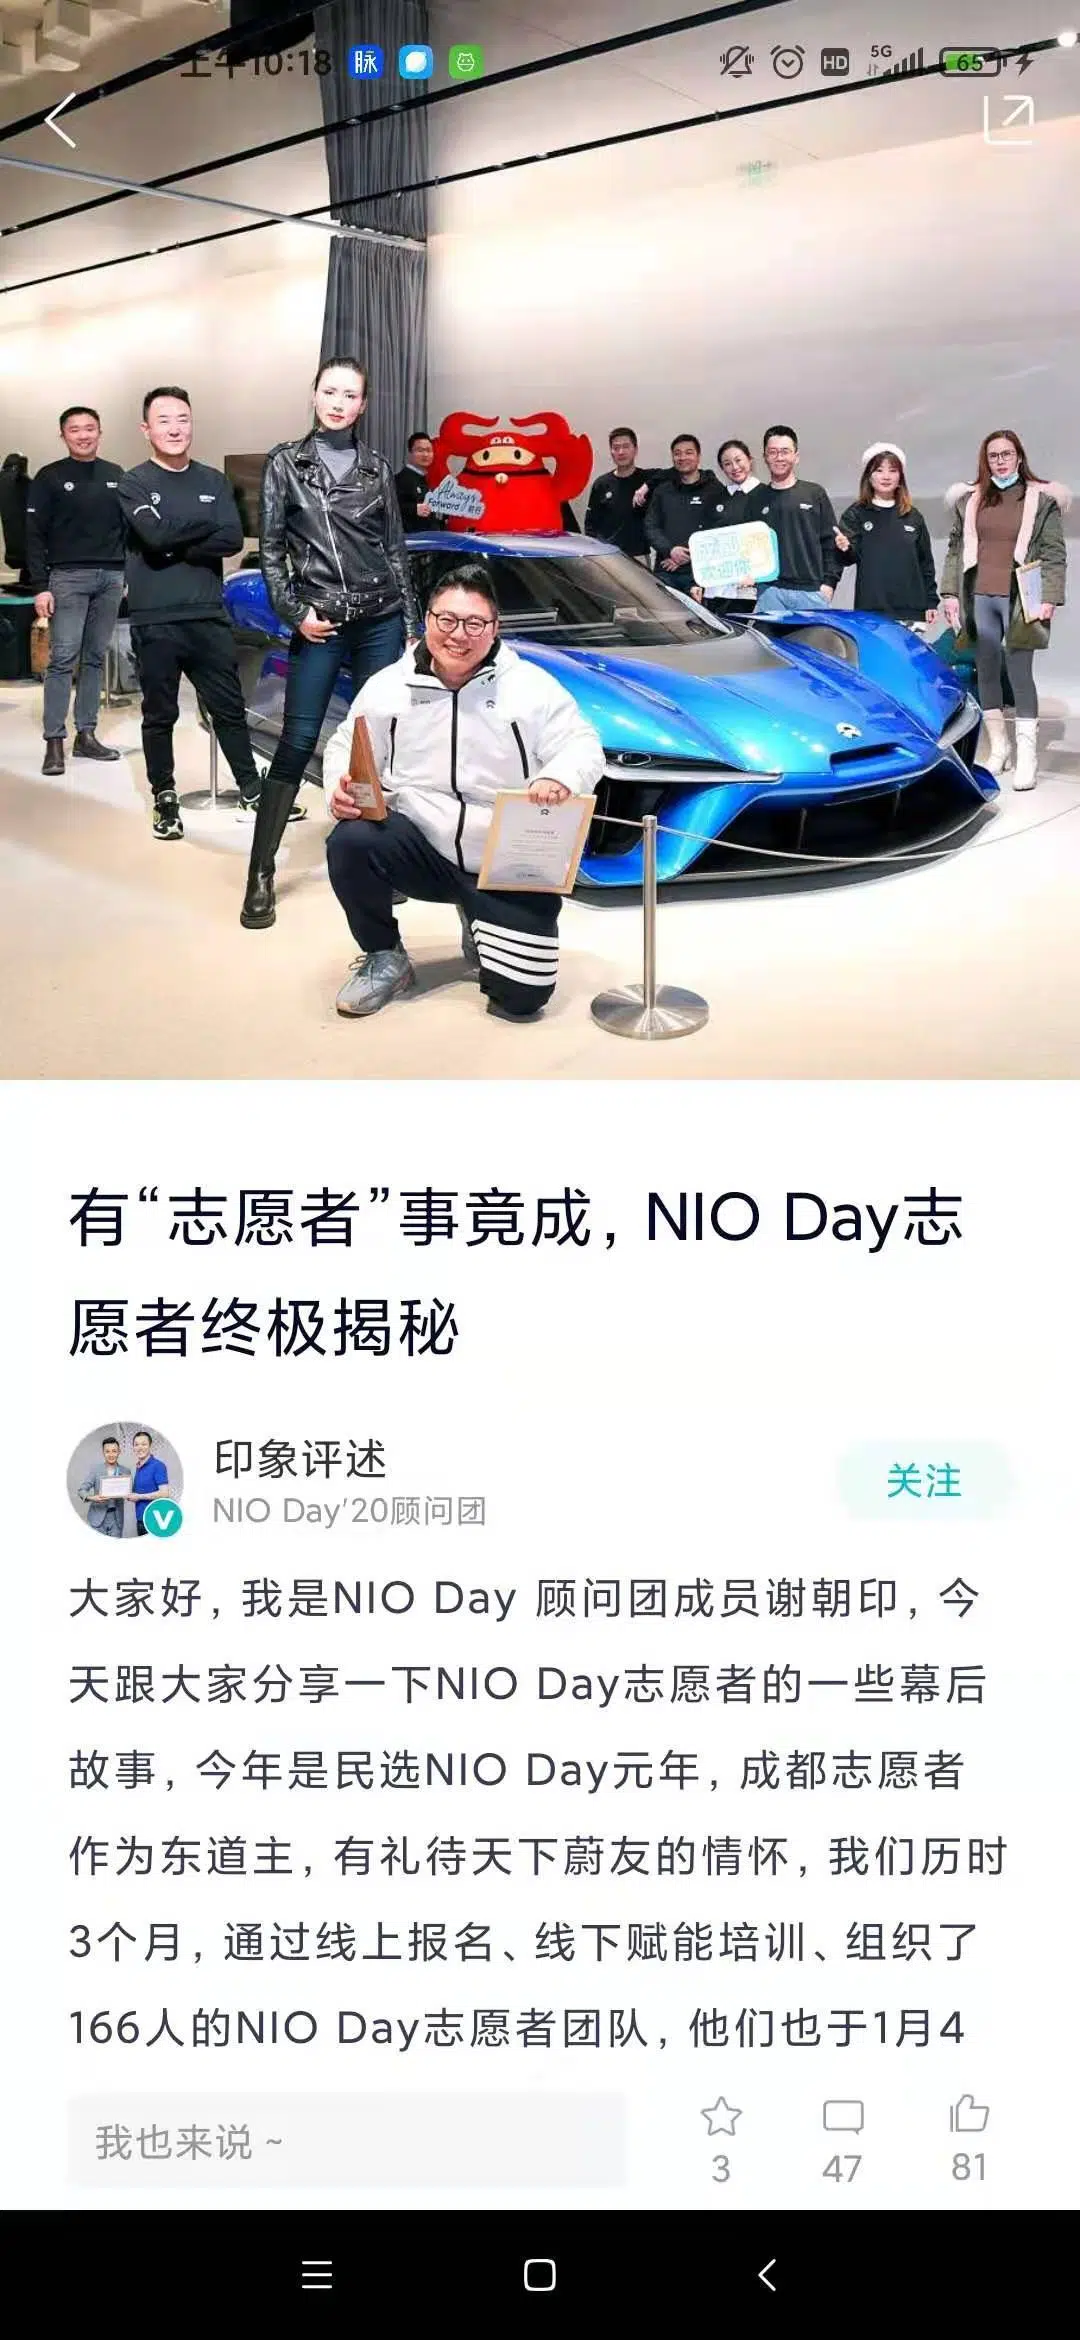 上午10:18
脉
HD
5G
65
Always
Forward
欢迎你
有“志愿者”事竟成，NIO Day志
愿者终极揭秘
印象评述
NIO Day'20顾问团
关注
大家好，我是NIO Day 顾问团成员谢朝印，今
天跟大家分享一下NIO Day志愿者的一些幕后
故事，今年是民选NIO Day元年，成都志愿者
作为东道主，有礼待天下蔚友的情怀，我们历时
3个月，通过线上报名、线下赋能培训、组织了
166人的NIO Day志愿者团队，他们也于1月4
我也来说 ~
3
47
81